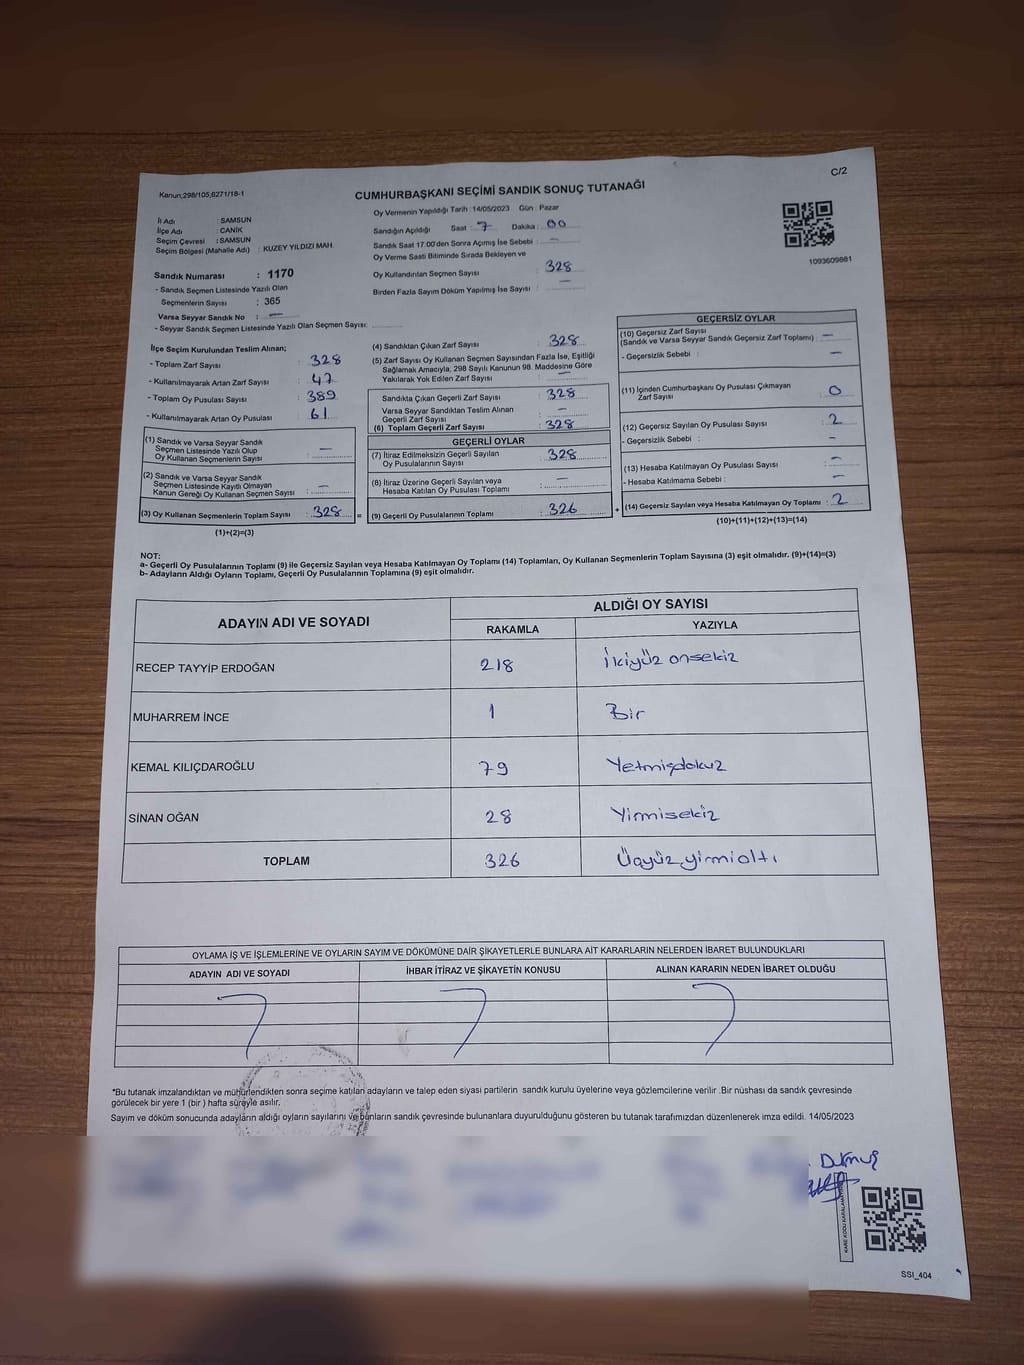 Kanun,298/105,6271/18-1
C/2
CUMHURBAŞKANI SEÇİMİ SANDIK SONUÇ TUTANAĞI
İl Adı : SAMSUN
İlçe Adı : CANİK
Seçim Çevresi : SAMSUN
Seçim Bölgesi (Mahalle Adı) : KUZEY YILDIZI MAH.
Oy Vermenin Yapıldığı Tarih :14/05/2023 Gün : Pazar
Sandığın Açıldığı Saat : 7 Dakika : 00
Sandık Saat 17.00'den Sonra Açımış İse Sebebi : —
Oy Verme Saati Bitiminde Sırada Bekleyen ve
Oy Kullandırılan Seçmen Sayısı : 328
Birden Fazla Sayım Döküm Yapılmış İse Sayısı : —
1093609881
Sandık Numarası : 1170
- Sandık Seçmen Listesinde Yazılı Olan
Seçmenlerin Sayısı : 365
Varsa Seyyar Sandık No : —
- Seyyar Sandık Seçmen Listesinde Yazılı Olan Seçmen Sayısı:
İlçe Seçim Kurulundan Teslim Alınan;
- Toplam Zarf Sayısı : 328
- Kullanılmayarak Artan Zarf Sayısı : 47
- Toplam Oy Pusulası Sayısı : 389
- Kullanılmayarak Artan Oy Pusulası : 61
(1) Sandık ve Varsa Seyyar Sandık
Seçmen Listesinde Yazılı Olup
Oy Kullanan Seçmenlerin Sayısı : —
(2) Sandık ve Varsa Seyyar Sandık
Seçmen Listesinde Kayıtlı Olmayan
Kanun Gereği Oy Kullanan Seçmen Sayısı : —
(3) Oy Kullanan Seçmenlerin Toplam Sayısı : 328 =
(1)+(2)=(3)
(4) Sandıktan Çıkan Zarf Sayısı : 328
(5) Zarf Sayısı Oy Kullanan Seçmen Sayısından Fazla İse, Eşitliği
Sağlamak Amacıyla, 298 Sayılı Kanunun 98. Maddesine Göre
Yakılarak Yok Edilen Zarf Sayısı : —
Sandıkta Çıkan Geçerli Zarf Sayısı : 328
Varsa Seyyar Sandıktan Teslim Alınan
Geçerli Zarf Sayısı : —
(6) Toplam Geçerli Zarf Sayısı : 328
GEÇERLİ OYLAR
(7) İtiraz Edilmeksizin Geçerli Sayılan
Oy Pusulalarının Sayısı : 328
(8) İtiraz Üzerine Geçerli Sayılan veya
Hesaba Katılan Oy Pusulası Toplamı : —
(9) Geçerli Oy Pusulalarının Toplamı : 326 +
GEÇERSİZ OYLAR
(10) Geçersiz Zarf Sayısı
(Sandık ve Varsa Seyyar Sandık Geçersiz Zarf Toplamı) : —
- Geçersizlik Sebebi : —
(11) İçinden Cumhurbaşkanı Oy Pusulası Çıkmayan
Zarf Sayısı : 0
(12) Geçersiz Sayılan Oy Pusulası Sayısı : 2
- Geçersizlik Sebebi : —
(13) Hesaba Katılmayan Oy Pusulası Sayısı : —
- Hesaba Katılmama Sebebi : —
(14) Geçersiz Sayılan veya Hesaba Katılmayan Oy Toplamı : 2
(10)+(11)+(12)+(13)=(14)
NOT:
a- Geçerli Oy Pusulalarının Toplamı (9) ile Geçersiz Sayılan veya Hesaba Katılmayan Oy Toplamı (14) Toplamları, Oy Kullanan Seçmenlerin Toplam Sayısına (3) eşit olmalıdır. (9)+(14)=(3)
b- Adayların Aldığı Oyların Toplamı, Geçerli Oy Pusulalarının Toplamına (9) eşit olmalıdır.
ADAYIN ADI VE SOYADI
ALDIĞI OY SAYISI
RAKAMLA YAZIYLA
RECEP TAYYİP ERDOĞAN 218 İkiyüz onsekiz
MUHARREM İNCE 1 Bir
KEMAL KILIÇDAROĞLU 79 Yetmişdokuz
SİNAN OĞAN 28 Yirmisekiz
TOPLAM 326 Üçyüz yirmialtı
OYLAMA İŞ VE İŞLEMLERİNE VE OYLARIN SAYIM VE DÖKÜMÜNE DAİR ŞİKAYETLERLE BUNLARA AİT KARARLARIN NELERDEN İBARET BULUNDUKLARI
ADAYIN ADI VE SOYADI İHBAR İTİRAZ VE ŞİKAYETİN KONUSU ALINAN KARARIN NEDEN İBARET OLDUĞU
*Bu tutanak imzalandıktan ve mühürlendikten sonra seçime katılan adayların ve talep eden siyasi partilerin sandık kurulu üyelerine veya gözlemcilerine verilir .Bir nüshası da sandık çevresinde
görülecek bir yere 1 (bir ) hafta süreyle asılır.
Sayım ve döküm sonucunda adayların aldığı oyların sayılarını ve bunların sandık çevresinde bulunanlara duyurulduğunu gösteren bu tutanak tarafımızdan düzenlenerek imza edildi. 14/05/2023
Durmuş
SSI_404